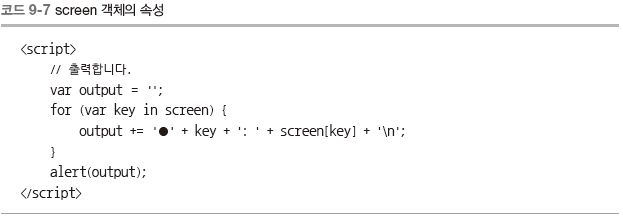 코드 9-7 screen 객체의 속성
<script>
// 출력합니다.
var output = '';
for (var key in screen) {
output += '●' + key + ': ' + screen[key] + '\n';
}
alert(output);
</script>